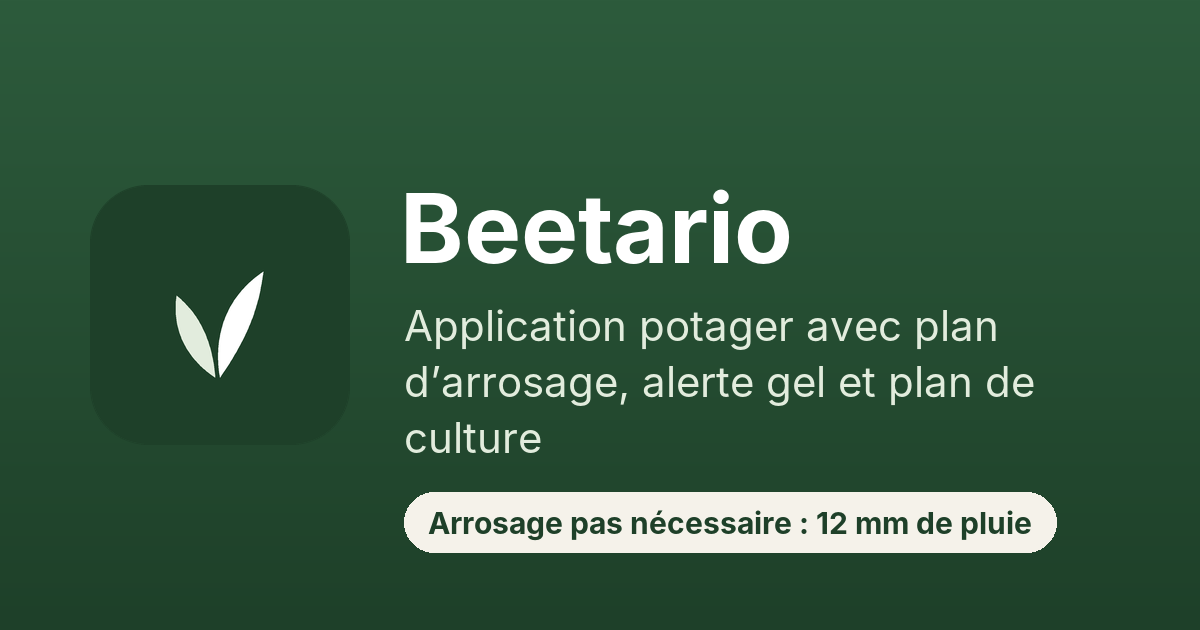 Beetario
Application potager avec plan
d’arrosage, alerte gel et plan de
culture
Arrosage pas nécessaire : 12 mm de pluie